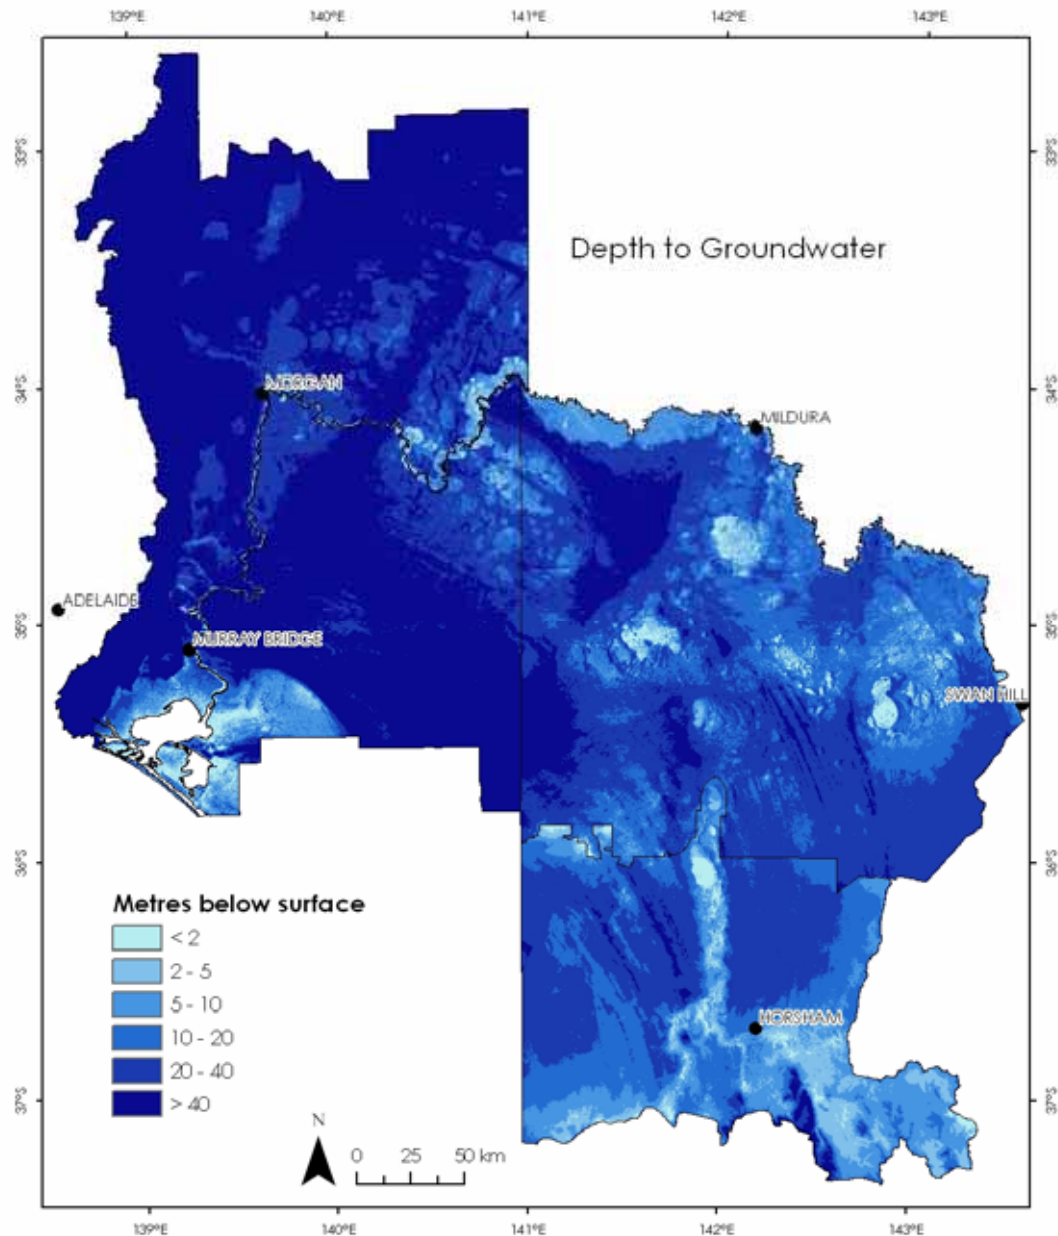 139°E 140°E 141°E 142°E 143°E
33°S 33°S
Depth to Groundwater
34°S 34°S
MORGAN
MILDURA
ADELAIDE
35°S 35°S
MURRAY BRIDGE
SWAN HILL
36°S 36°S
Metres below surface
< 2
2 - 5
5 - 10
10 - 20
20 - 40
> 40
HORSHAM
37°S 37°S
N
0 25 50 km
139°E 140°E 141°E 142°E 143°E